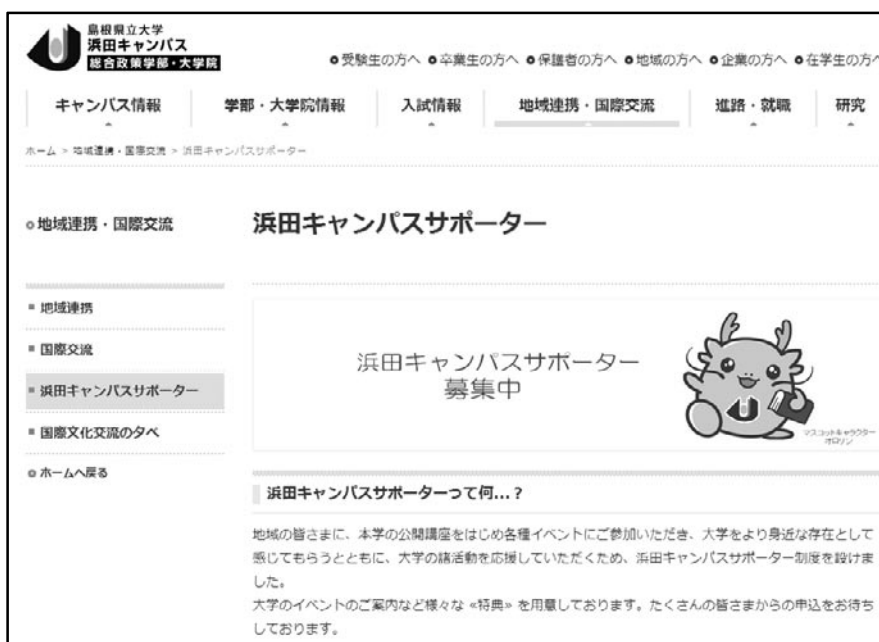 島根県立大学
浜田キャンパス
総合政策学部・大学院
受験生の方へ 卒業生の方へ 保護者の方へ 地域の方へ 企業の方へ 在学生の方へ
キャンパス情報 学部・大学院情報 入試情報 地域連携・国際交流 進路・就職 研究
ホーム > 地域連携・国際交流 > 浜田キャンパスサポーター
地域連携・国際交流
浜田キャンパスサポーター
地域連携
国際交流
浜田キャンパスサポーター
国際文化交流の夕べ
ホームへ戻る
浜田キャンパスサポーター
募集中
マスコットキャラクター
オロリン
浜田キャンパスサポーターって何...?
地域の皆さまに、本学の公開講座をはじめ各種イベントにご参加いただき、大学をより身近な存在として
感じてもらうとともに、大学の諸活動を応援していただくため、浜田キャンパスサポーター制度を設けま
した。
大学のイベントのご案内など様々な «特典» を用意しております。たくさんの皆さまからの申込をお待ち
しております。